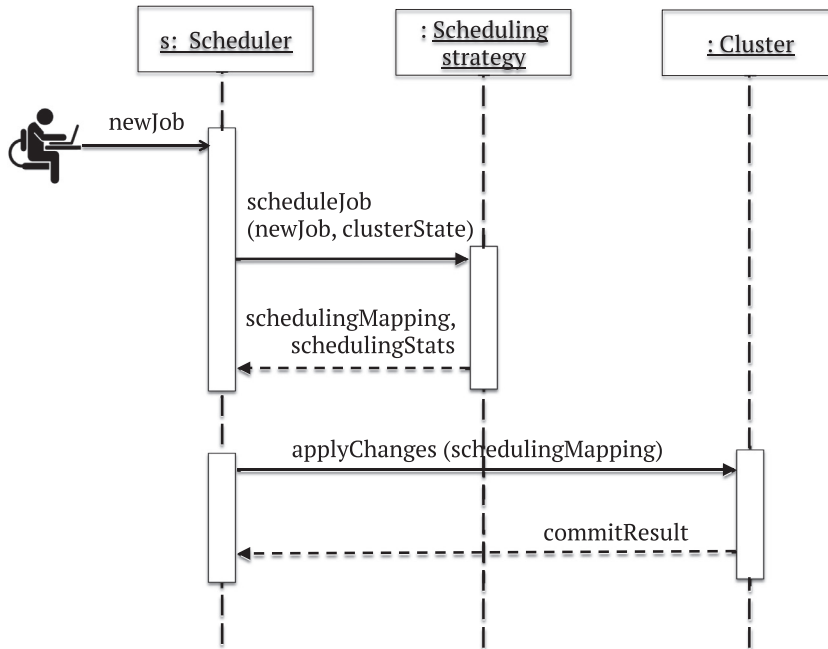 s: Scheduler
: Scheduling
strategy
: Cluster
newJob
scheduleJob
(newJob, clusterState)
schedulingMapping,
schedulingStats
applyChanges (schedulingMapping)
commitResult